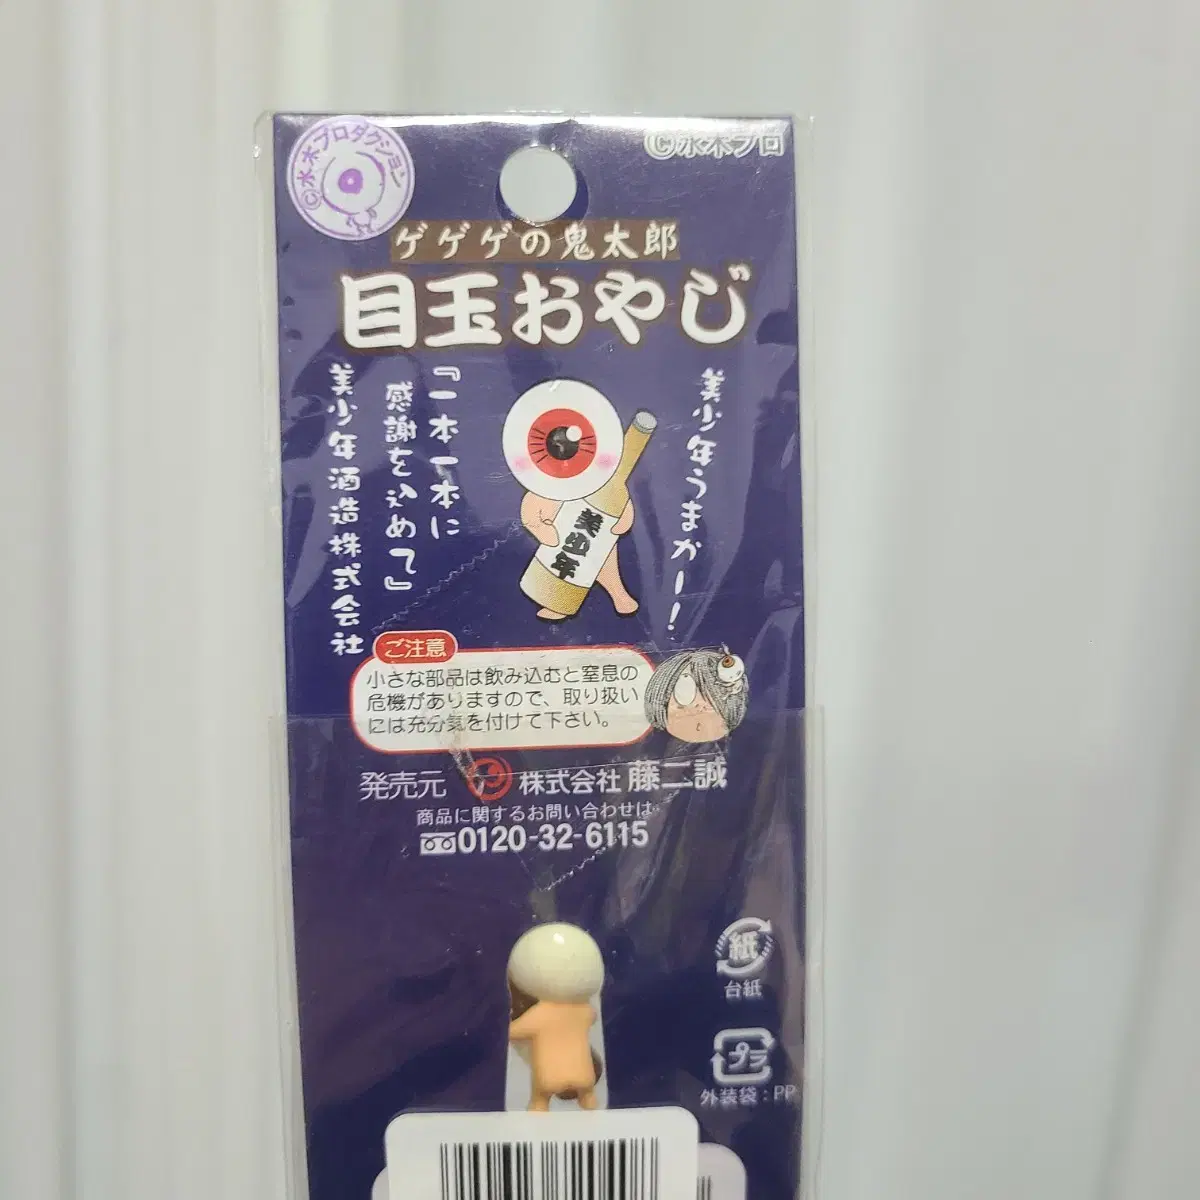 ©水木プロダクション
©水木プロ
ゲゲゲの鬼太郎
目玉おやじ
美少年うまかー!
美少年
『一本一本に
感謝を込めて』
美少年酒造株式会社
ご注意
小さな部品は飲み込むと窒息の
危機がありますので、取り扱い
には充分気を付けて下さい。
発売元 株式会社 藤二誠
商品に関するお問い合わせは
0120-32-6115
紙
台紙
プラ
外装袋:PP